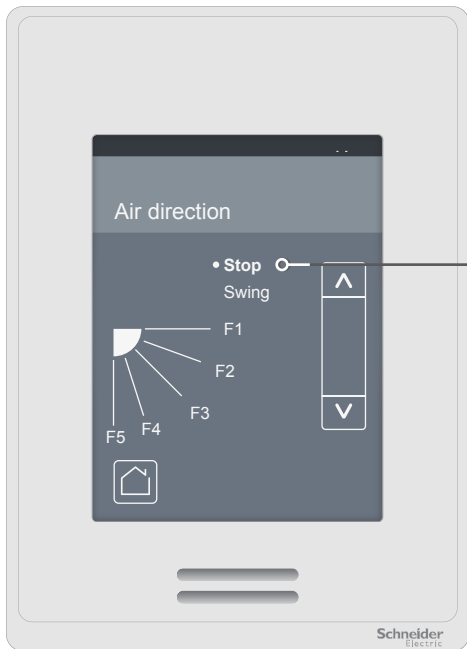 Air direction
• Stop
Swing
F1
F2
F3
F4
F5
Schneider
Electric